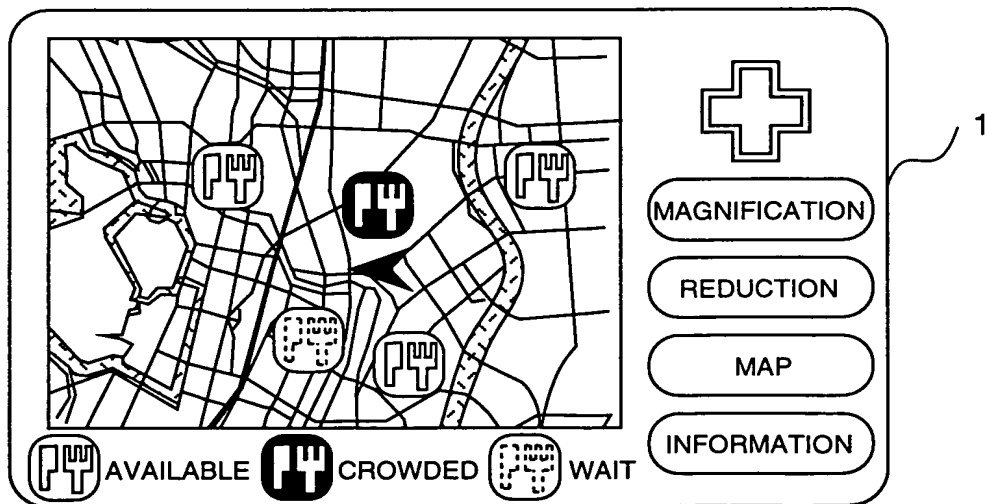 1
MAGNIFICATION
REDUCTION
MAP
INFORMATION
AVAILABLE CROWDED WAIT